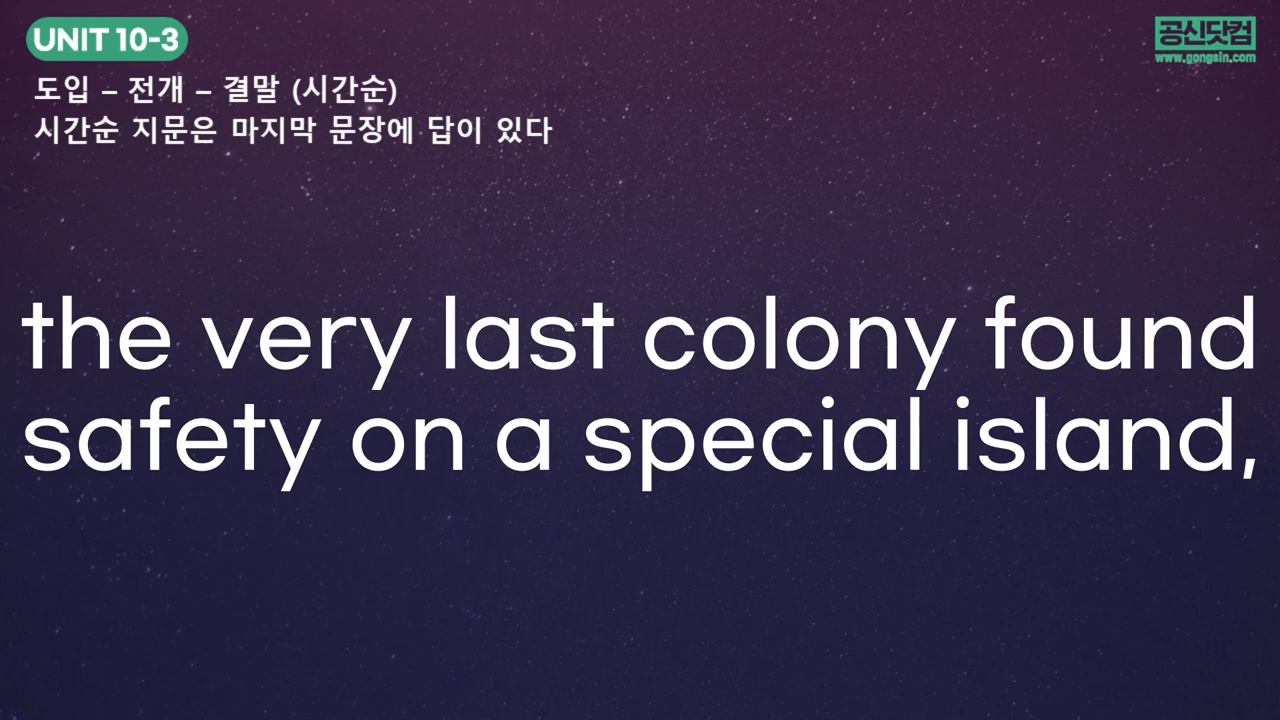 UNIT 10-3
공신닷컴
www.gongsin.com
도입 – 전개 – 결말 (시간순)
시간순 지문은 마지막 문장에 답이 있다
the very last colony found
safety on a special island,